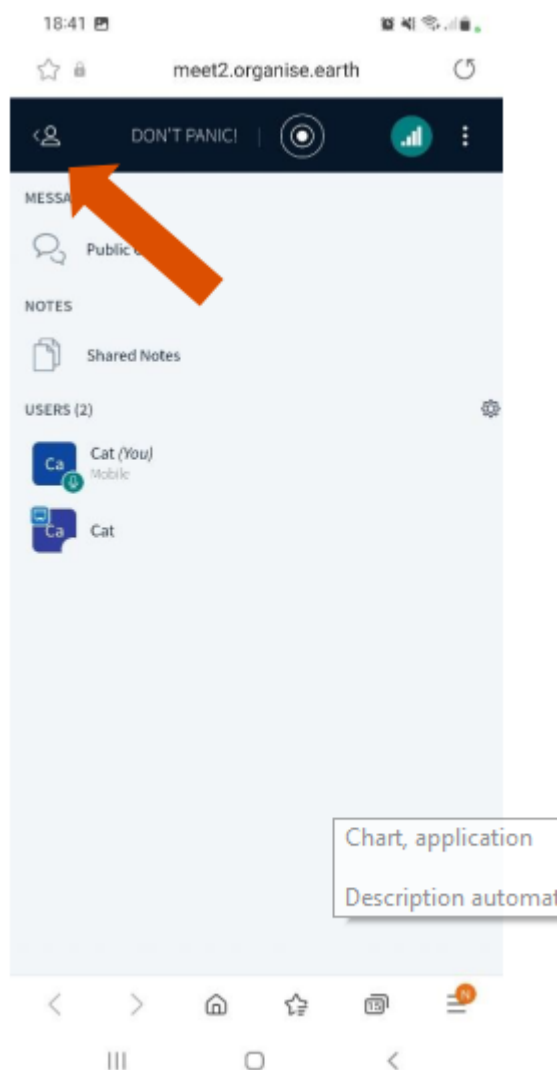 18:41
meet2.organise.earth
DON'T PANIC!
MESSA
Public
NOTES
Shared Notes
USERS (2)
Ca Cat (You)
Mobile
Ca Cat
Chart, application
Description automat
15 N